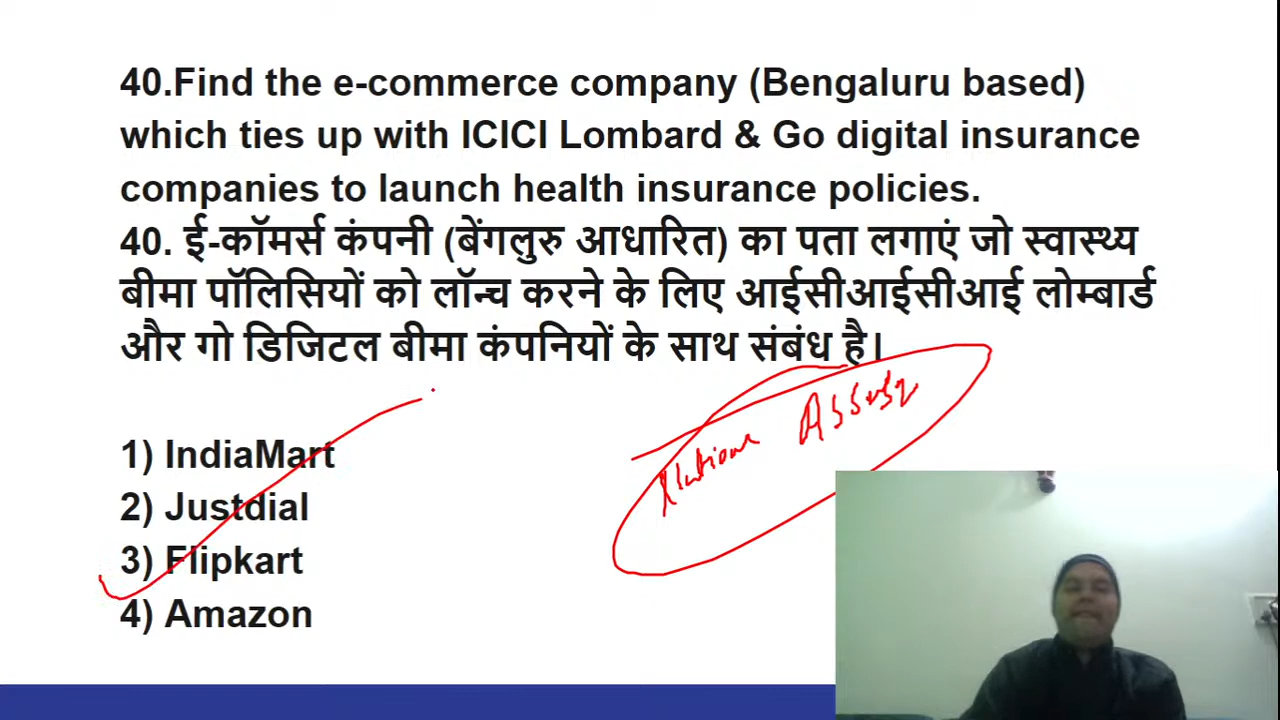 40.Find the e-commerce company (Bengaluru based)
which ties up with ICICI Lombard & Go digital insurance
companies to launch health insurance policies.
40. ई-कॉमर्स कंपनी (बेंगलुरु आधारित) का पता लगाएं जो स्वास्थ्य
बीमा पॉलिसियों को लॉन्च करने के लिए आईसीआईसीआई लोम्बार्ड
और गो डिजिटल बीमा कंपनियों के साथ संबंध है।
1) IndiaMart
2) Justdial
3) Flipkart
4) Amazon